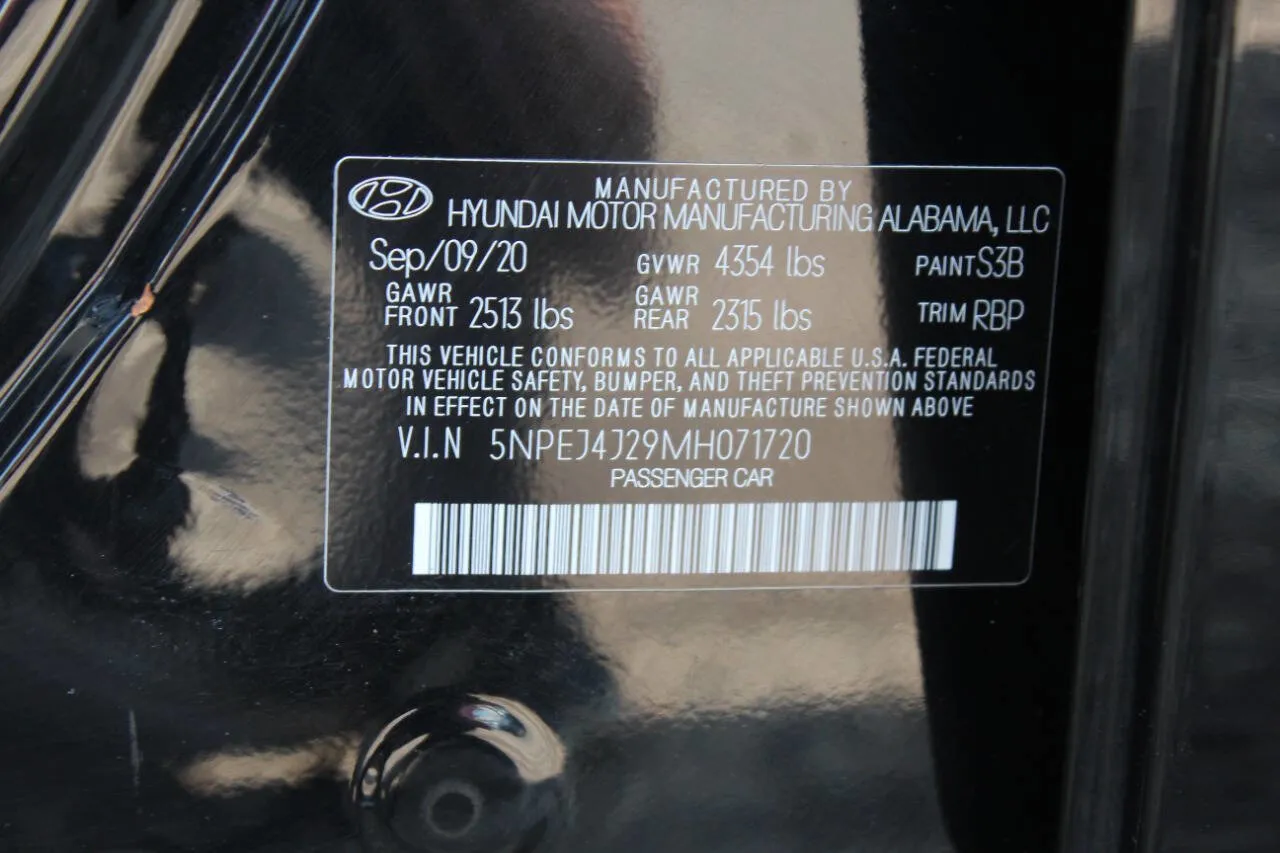 MANUFACTURED BY
HYUNDAI MOTOR MANUFACTURING ALABAMA, LLC
Sep/09/20 GVWR 4354 lbs PAINT S3B
GAWR FRONT 2513 lbs GAWR REAR 2315 lbs TRIM RBP
THIS VEHICLE CONFORMS TO ALL APPLICABLE U.S.A. FEDERAL
MOTOR VEHICLE SAFETY, BUMPER, AND THEFT PREVENTION STANDARDS
IN EFFECT ON THE DATE OF MANUFACTURE SHOWN ABOVE
V.I.N 5NPEJ4J29MH071720
PASSENGER CAR